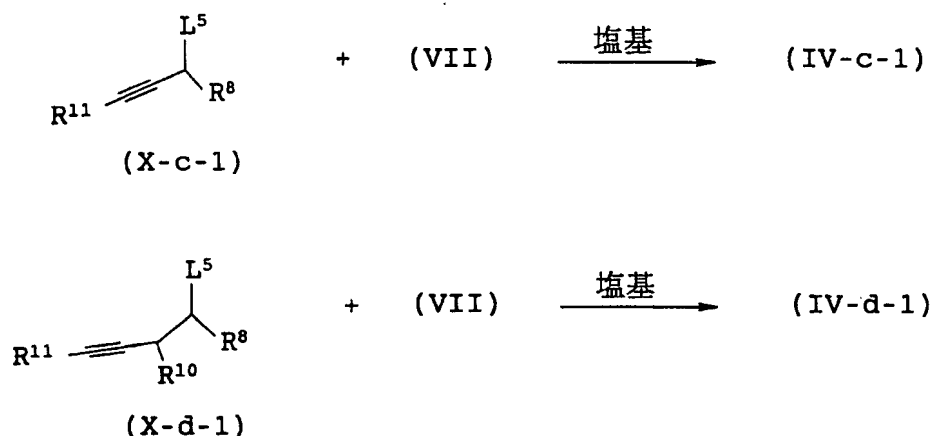 L⁵
塩基
+ (VII) (IV-c-1)
R¹¹ R⁸
(X-c-1)
L⁵
塩基
+ (VII) (IV-d-1)
R¹¹ R⁸
R¹⁰
(X-d-1)